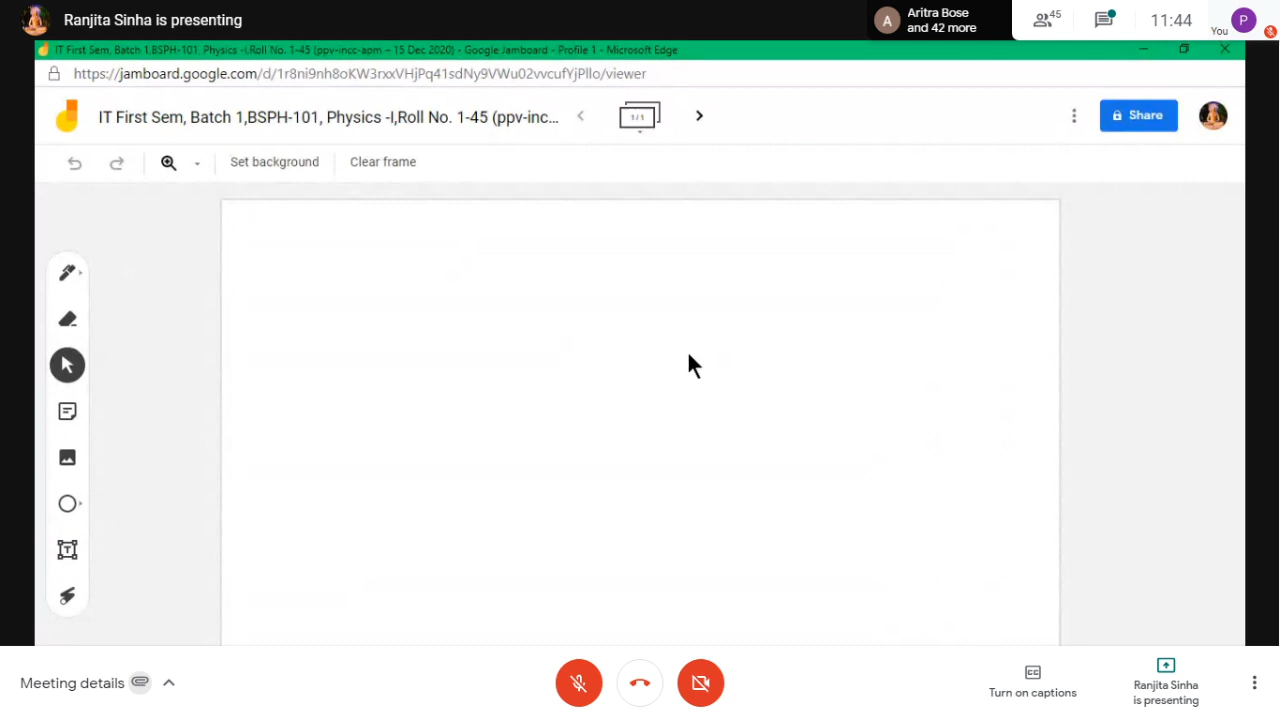 Ranjita Sinha is presenting
A
Aritra Bose
and 42 more
45
11:44
You
P
IT First Sem, Batch 1,BSPH-101, Physics -I,Roll No. 1-45 (ppv-incc-apm – 15 Dec 2020) - Google Jamboard - Profile 1 - Microsoft Edge
https://jamboard.google.com/d/1r8ni9nh8oKW3rxxVHjPq41sdNy9VWu02vvcufYjPllo/viewer
IT First Sem, Batch 1,BSPH-101, Physics -I,Roll No. 1-45 (ppv-inc...
1/1
Share
Set background
Clear frame
T
Meeting details
CC
Turn on captions
Ranjita Sinha
is presenting